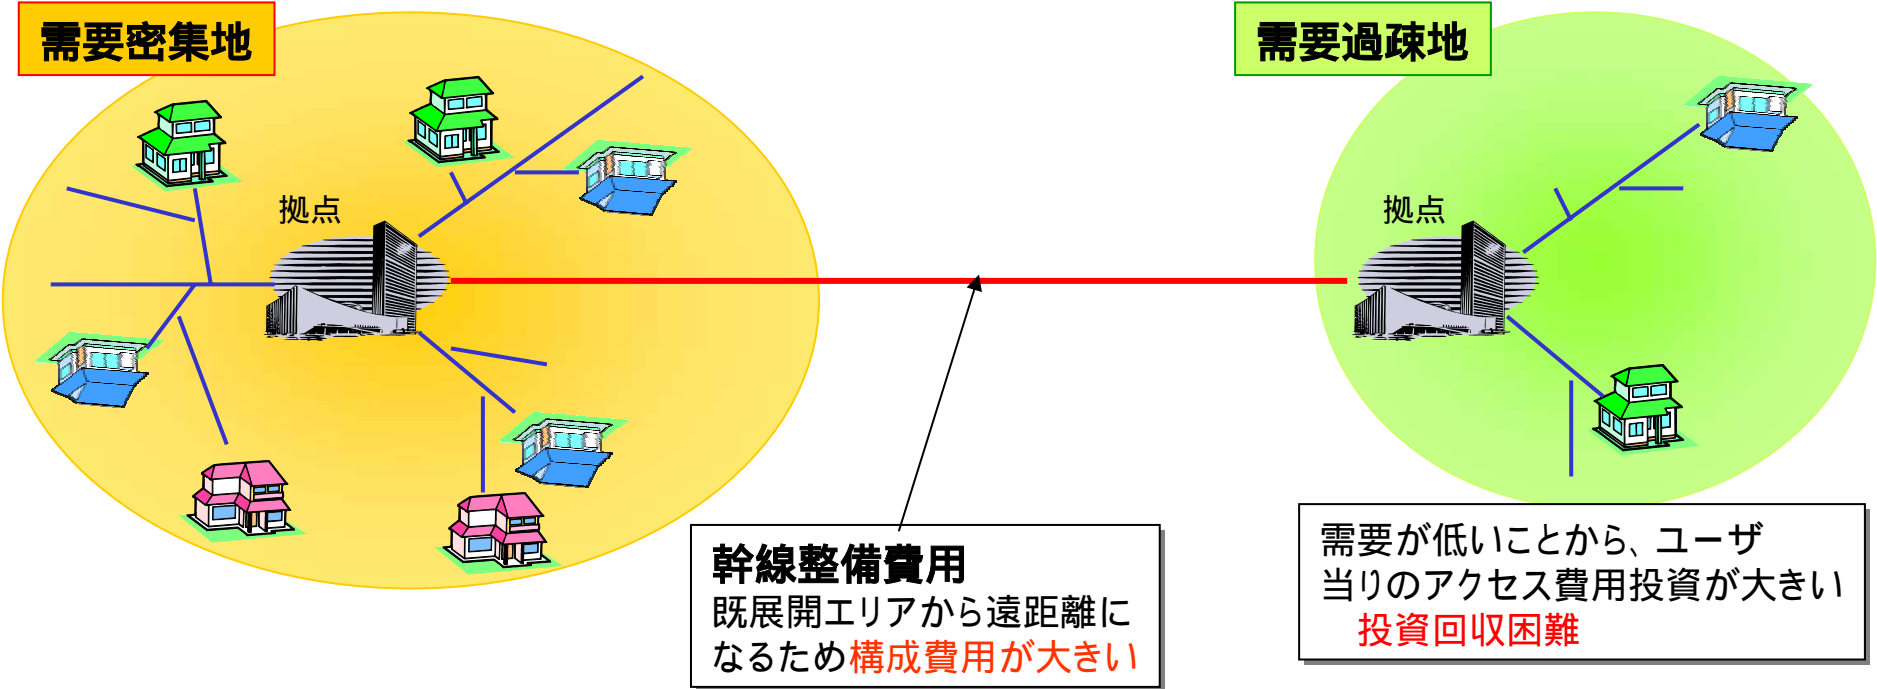 需要密集地
需要過疎地
拠点
拠点
幹線整備費用
既展開エリアから遠距離に
なるため構成費用が大きい
需要が低いことから、ユーザ
当りのアクセス費用投資が大きい
投資回収困難